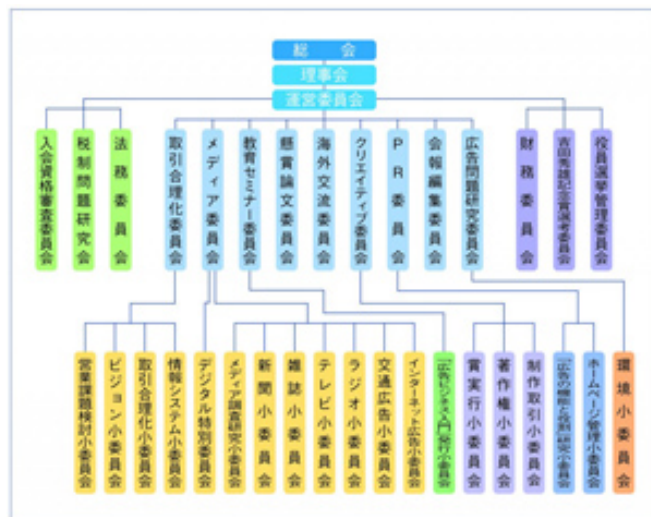 総会
理事会
運営委員会
入会資格審査委員会
税制問題研究会
法務委員会
取引合理化委員会
メディア委員会
教育セミナー委員会
懸賞論文委員会
海外交流委員会
クリエイティブ委員会
PR委員会
会報編集委員会
広告問題研究委員会
財務委員会
吉田秀雄記念賞選考委員会
役員選挙管理委員会
営業課題検討小委員会
ビジョン小委員会
取引合理化小委員会
情報システム小委員会
デジタル特別委員会
メディア調査研究小委員会
新聞小委員会
雑誌小委員会
テレビ小委員会
ラジオ小委員会
交通広告小委員会
インターネット広告小委員会
「広告ビジネス入門」発行小委員会
賞実行小委員会
著作権小委員会
制作取引小委員会
「広告の機能と役割」研究小委員会
ホームページ管理小委員会
環境小委員会